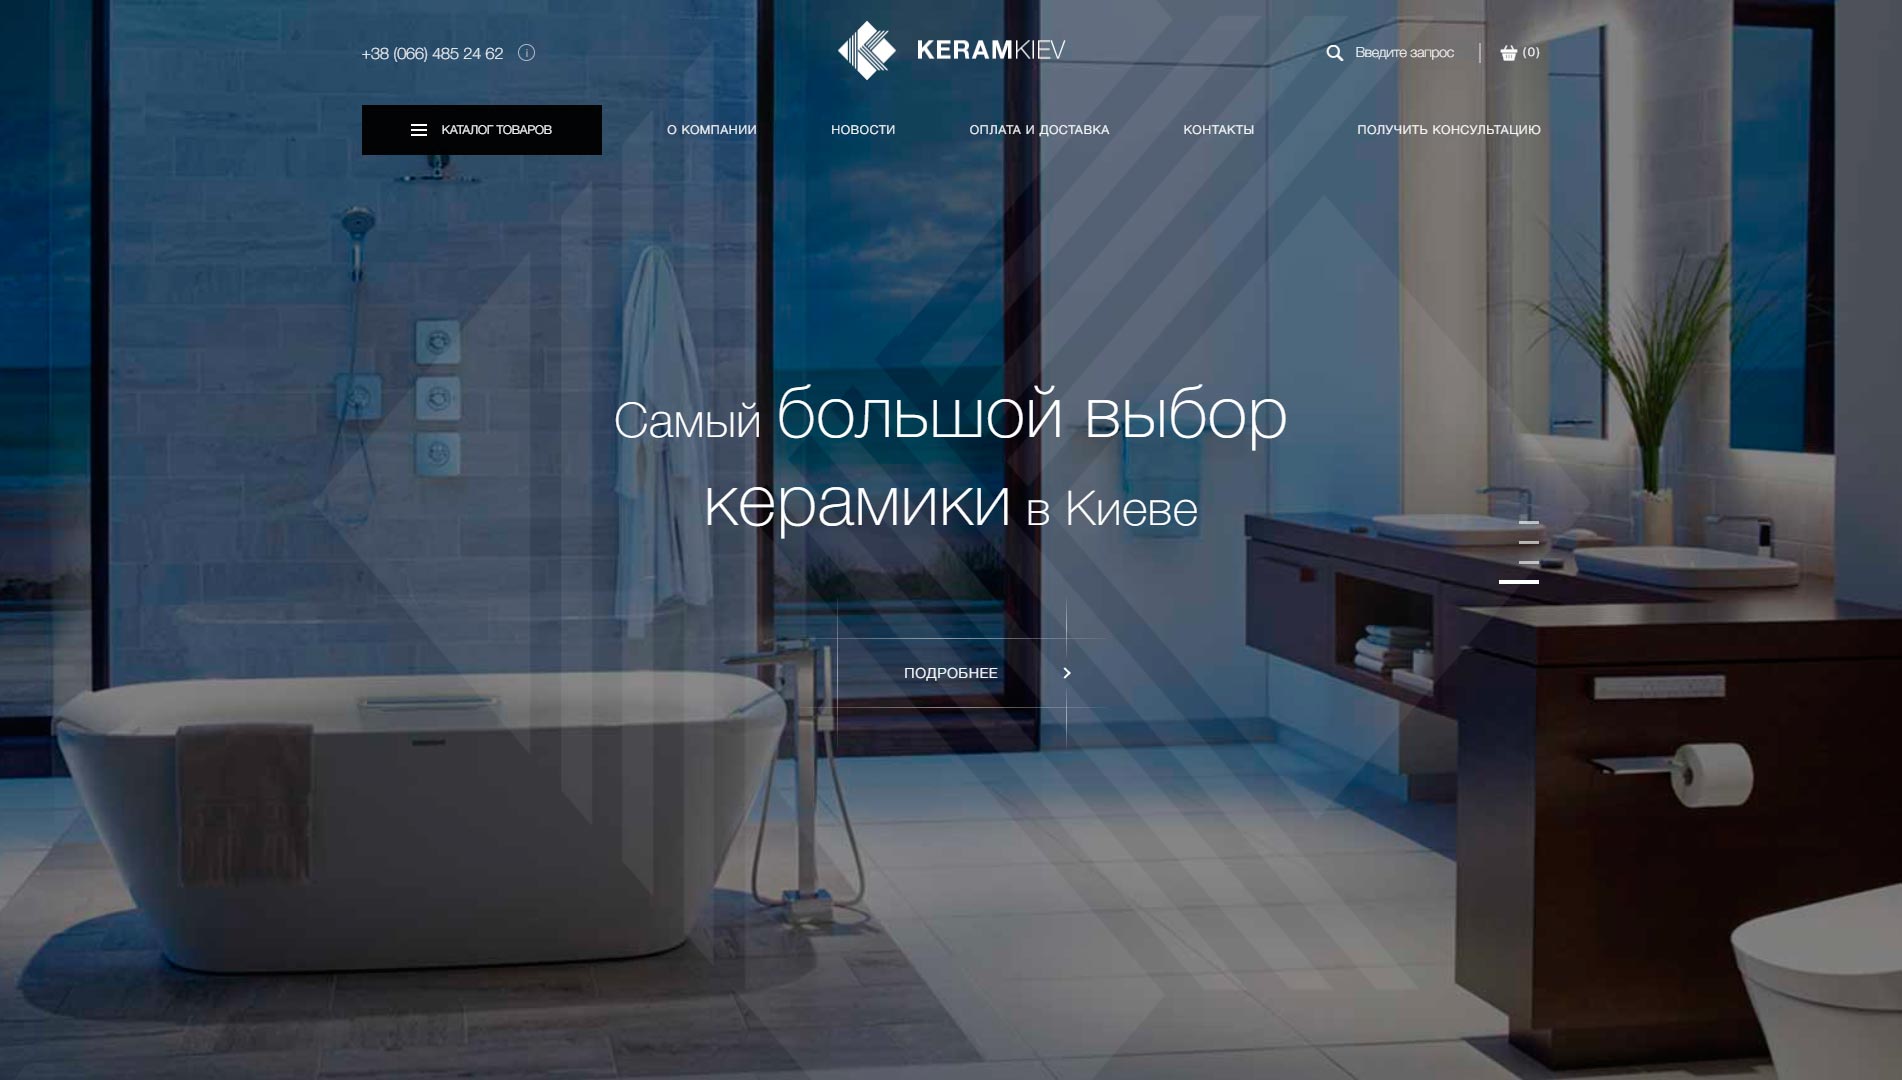 +38 (066) 485 24 62
KERAMKIEV
Введите запрос
(0)
КАТАЛОГ ТОВАРОВ
О КОМПАНИИ
НОВОСТИ
ОПЛАТА И ДОСТАВКА
КОНТАКТЫ
ПОЛУЧИТЬ КОНСУЛЬТАЦИЮ
Самый большой выбор
керамики в Киеве
ПОДРОБНЕЕ